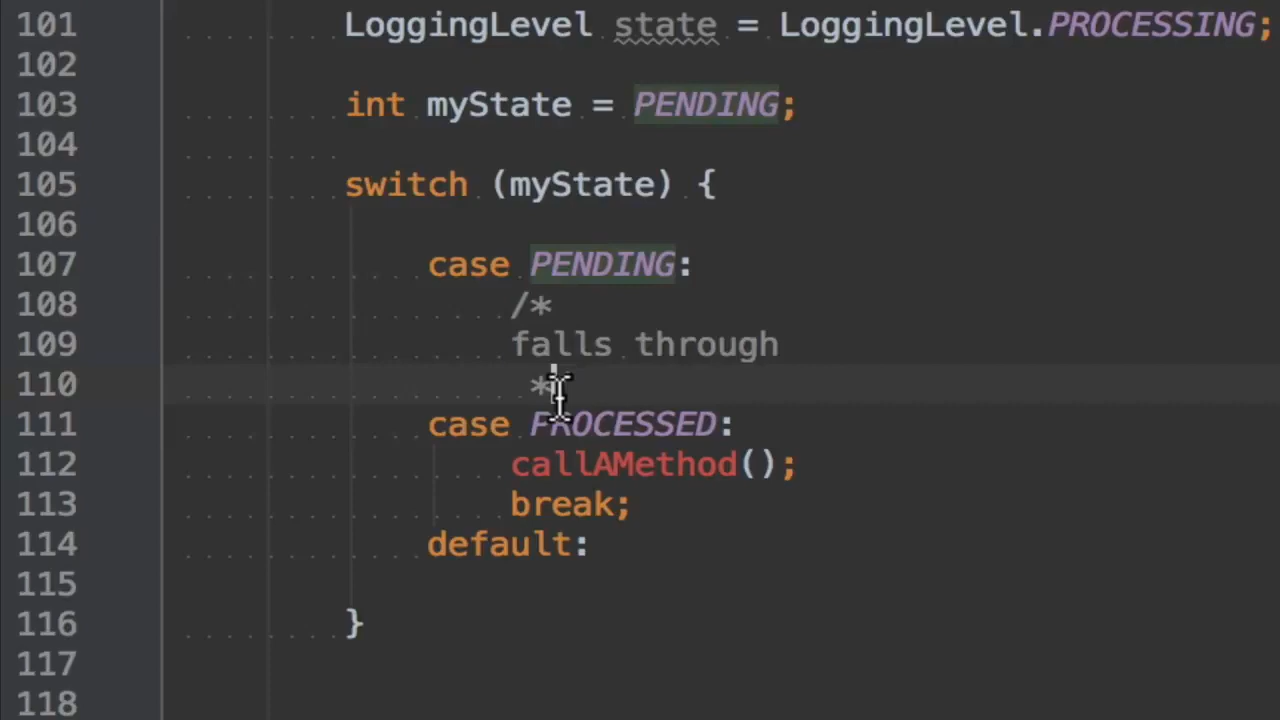 101 LoggingLevel state = LoggingLevel.PROCESSING;
102
103 int myState = PENDING;
104
105 switch (myState) {
106
107 case PENDING:
108 /*
109 falls through
110 *
111 case PROCESSED:
112 callAMethod();
113 break;
114 default:
115
116 }
117
118